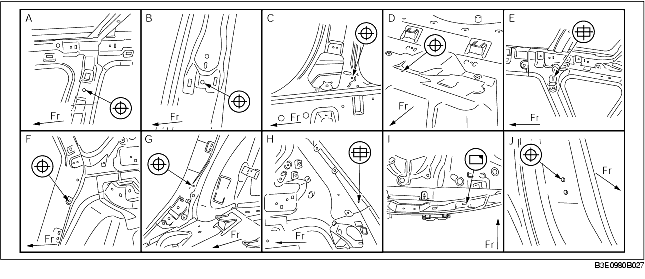 A B C D E
Fr Fr Fr Fr Fr
F G H I J
Fr Fr Fr Fr Fr
B3E0980B027